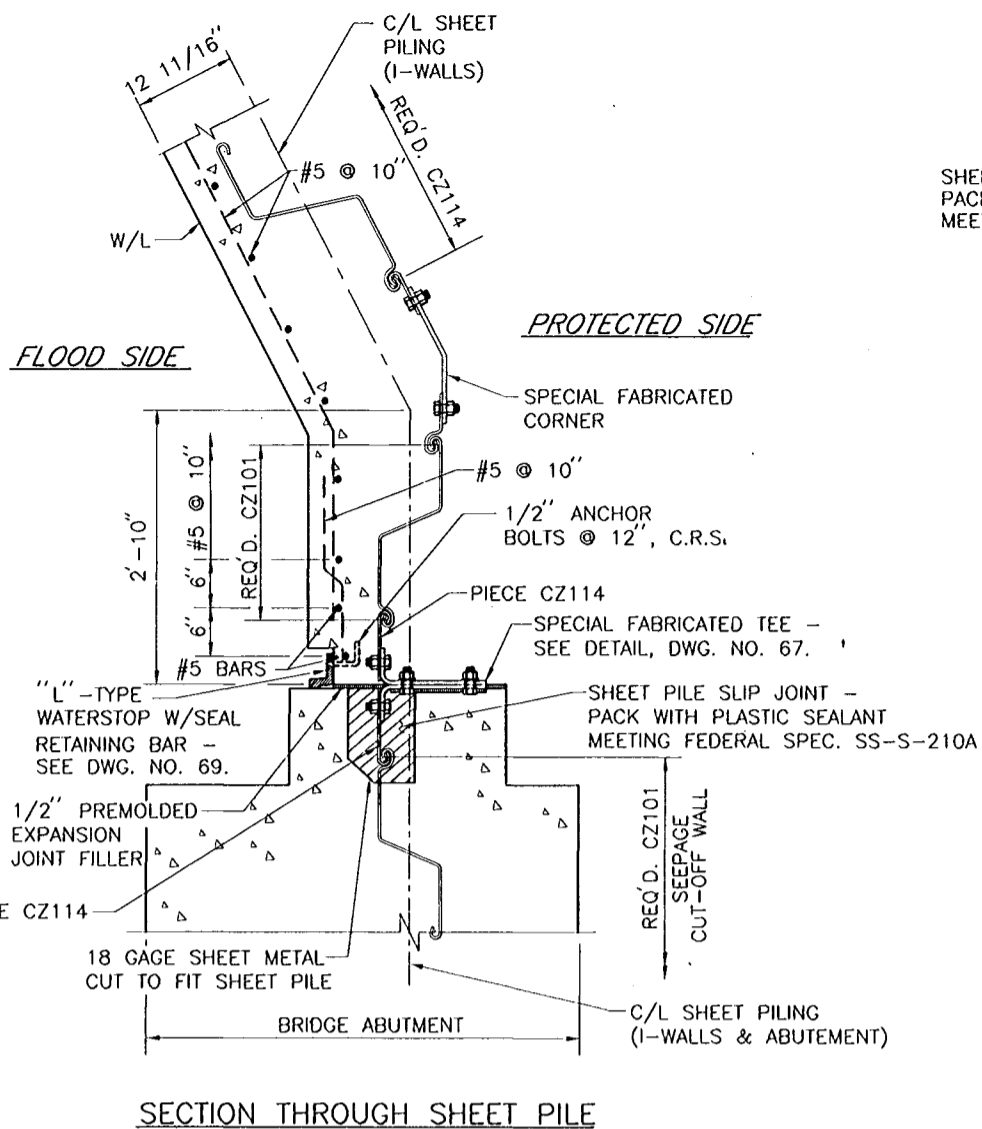 C/L SHEET
PILING
(I-WALLS)
12 11/16"
REQ'D. CZ114
#5 @ 10"
W/L
SHEE
PACK
MEET
PROTECTED SIDE
FLOOD SIDE
SPECIAL FABRICATED
CORNER
#5 @ 10"
2'-10"
#5 @ 10"
6"
6"
REQ'D. CZ101
1/2" ANCHOR
BOLTS @ 12", C.R.S.
PIECE CZ114
SPECIAL FABRICATED TEE -
SEE DETAIL, DWG. NO. 67.
#5 BARS
"L"-TYPE
WATERSTOP W/SEAL
RETAINING BAR -
SEE DWG. NO. 69.
SHEET PILE SLIP JOINT -
PACK WITH PLASTIC SEALANT
MEETING FEDERAL SPEC. SS-S-210A
1/2" PREMOLDED
EXPANSION
JOINT FILLER
REQ'D. CZ101
SEEPAGE
CUT-OFF WALL
E CZ114
18 GAGE SHEET METAL
CUT TO FIT SHEET PILE
C/L SHEET PILING
(I-WALLS & ABUTEMENT)
BRIDGE ABUTMENT
SECTION THROUGH SHEET PILE